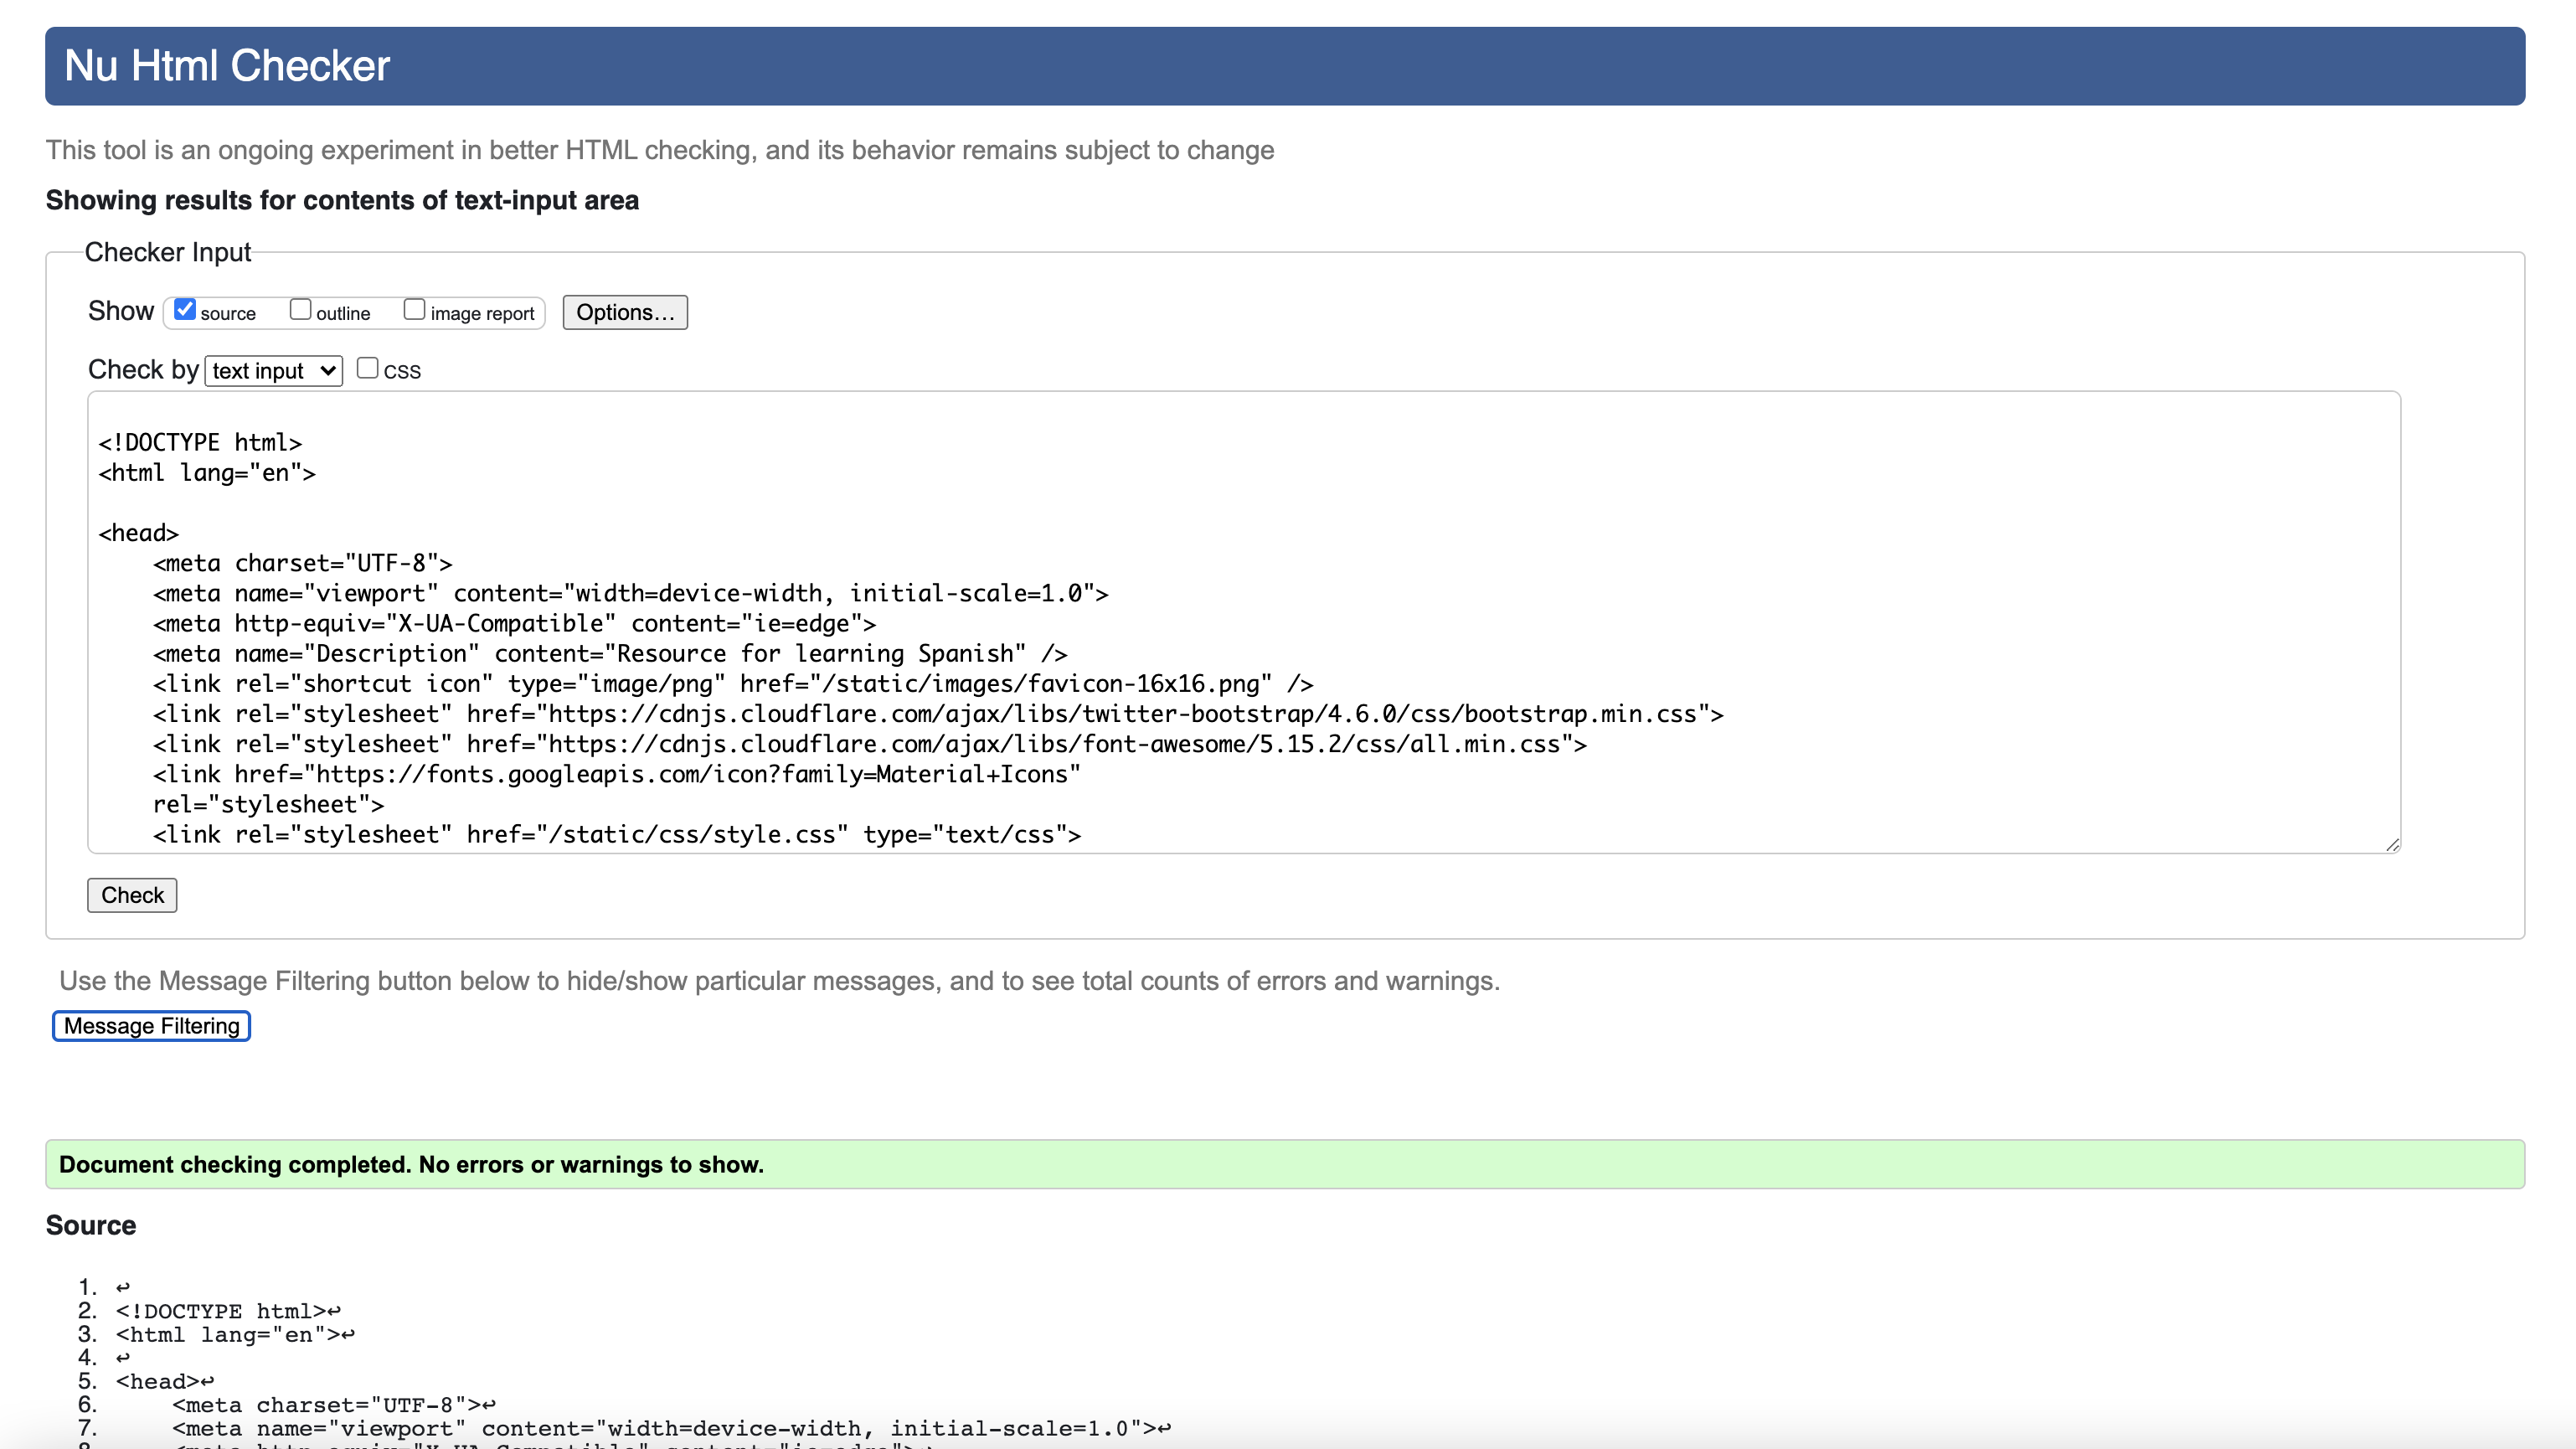 Nu Html Checker
This tool is an ongoing experiment in better HTML checking, and its behavior remains subject to change
Showing results for contents of text-input area
Checker Input
Show source outline image report Options...
Check by text input CSS
<!DOCTYPE html>
<html lang="en">
<head>
    <meta charset="UTF-8">
    <meta name="viewport" content="width=device-width, initial-scale=1.0">
    <meta http-equiv="X-UA-Compatible" content="ie=edge">
    <meta name="Description" content="Resource for learning Spanish" />
    <link rel="shortcut icon" type="image/png" href="/static/images/favicon-16x16.png" />
    <link rel="stylesheet" href="https://cdnjs.cloudflare.com/ajax/libs/twitter-bootstrap/4.6.0/css/bootstrap.min.css">
    <link rel="stylesheet" href="https://cdnjs.cloudflare.com/ajax/libs/font-awesome/5.15.2/css/all.min.css">
    <link href="https://fonts.googleapis.com/icon?family=Material+Icons"
    rel="stylesheet">
    <link rel="stylesheet" href="/static/css/style.css" type="text/css">
Check
Use the Message Filtering button below to hide/show particular messages, and to see total counts of errors and warnings.
Message Filtering
Document checking completed. No errors or warnings to show.
Source
1. ↩
2. <!DOCTYPE html>↩
3. <html lang="en">↩
4. ↩
5. <head>↩
6.     <meta charset="UTF-8">↩
7.     <meta name="viewport" content="width=device-width, initial-scale=1.0">↩